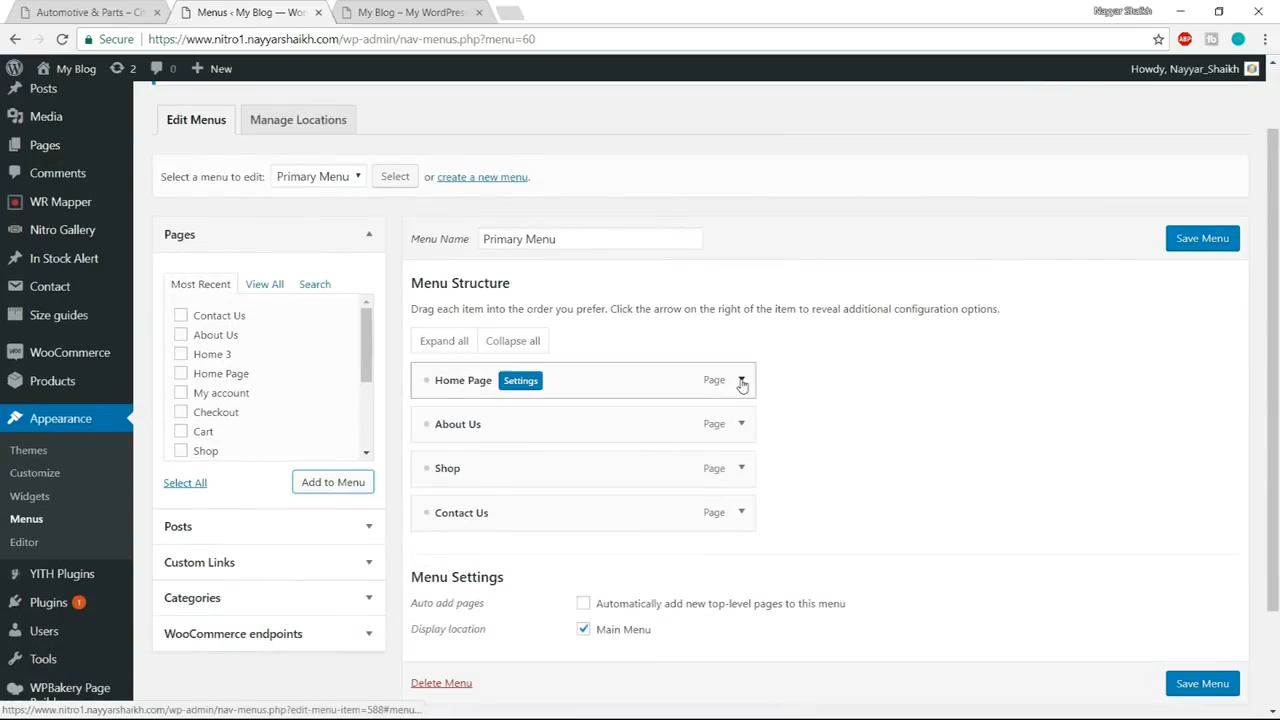 Automotive & Parts – Cit
Menus ‹ My Blog — Wor
My Blog – My WordPress
Nayyar Shaikh
Secure
https://www.nitro1.nayyarshaikh.com/wp-admin/nav-menus.php?menu=60
My Blog
2
0
New
Howdy, Nayyar_Shaikh
Posts
Media
Pages
Comments
WR Mapper
Nitro Gallery
In Stock Alert
Contact
Size guides
WooCommerce
Products
Appearance
Themes
Customize
Widgets
Menus
Editor
YITH Plugins
Plugins 1
Users
Tools
WPBakery Page
Edit Menus
Manage Locations
Select a menu to edit: Primary Menu Select or create a new menu.
Pages
Most Recent View All Search
Contact Us
About Us
Home 3
Home Page
My account
Checkout
Cart
Shop
Select All
Add to Menu
Posts
Custom Links
Categories
WooCommerce endpoints
Menu Name Primary Menu
Save Menu
Menu Structure
Drag each item into the order you prefer. Click the arrow on the right of the item to reveal additional configuration options.
Expand all Collapse all
Home Page Settings Page
About Us Page
Shop Page
Contact Us Page
Menu Settings
Auto add pages Automatically add new top-level pages to this menu
Display location Main Menu
Delete Menu
Save Menu
https://www.nitro1.nayyarshaikh.com/wp-admin/nav-menus.php?edit-menu-item=588#menu...